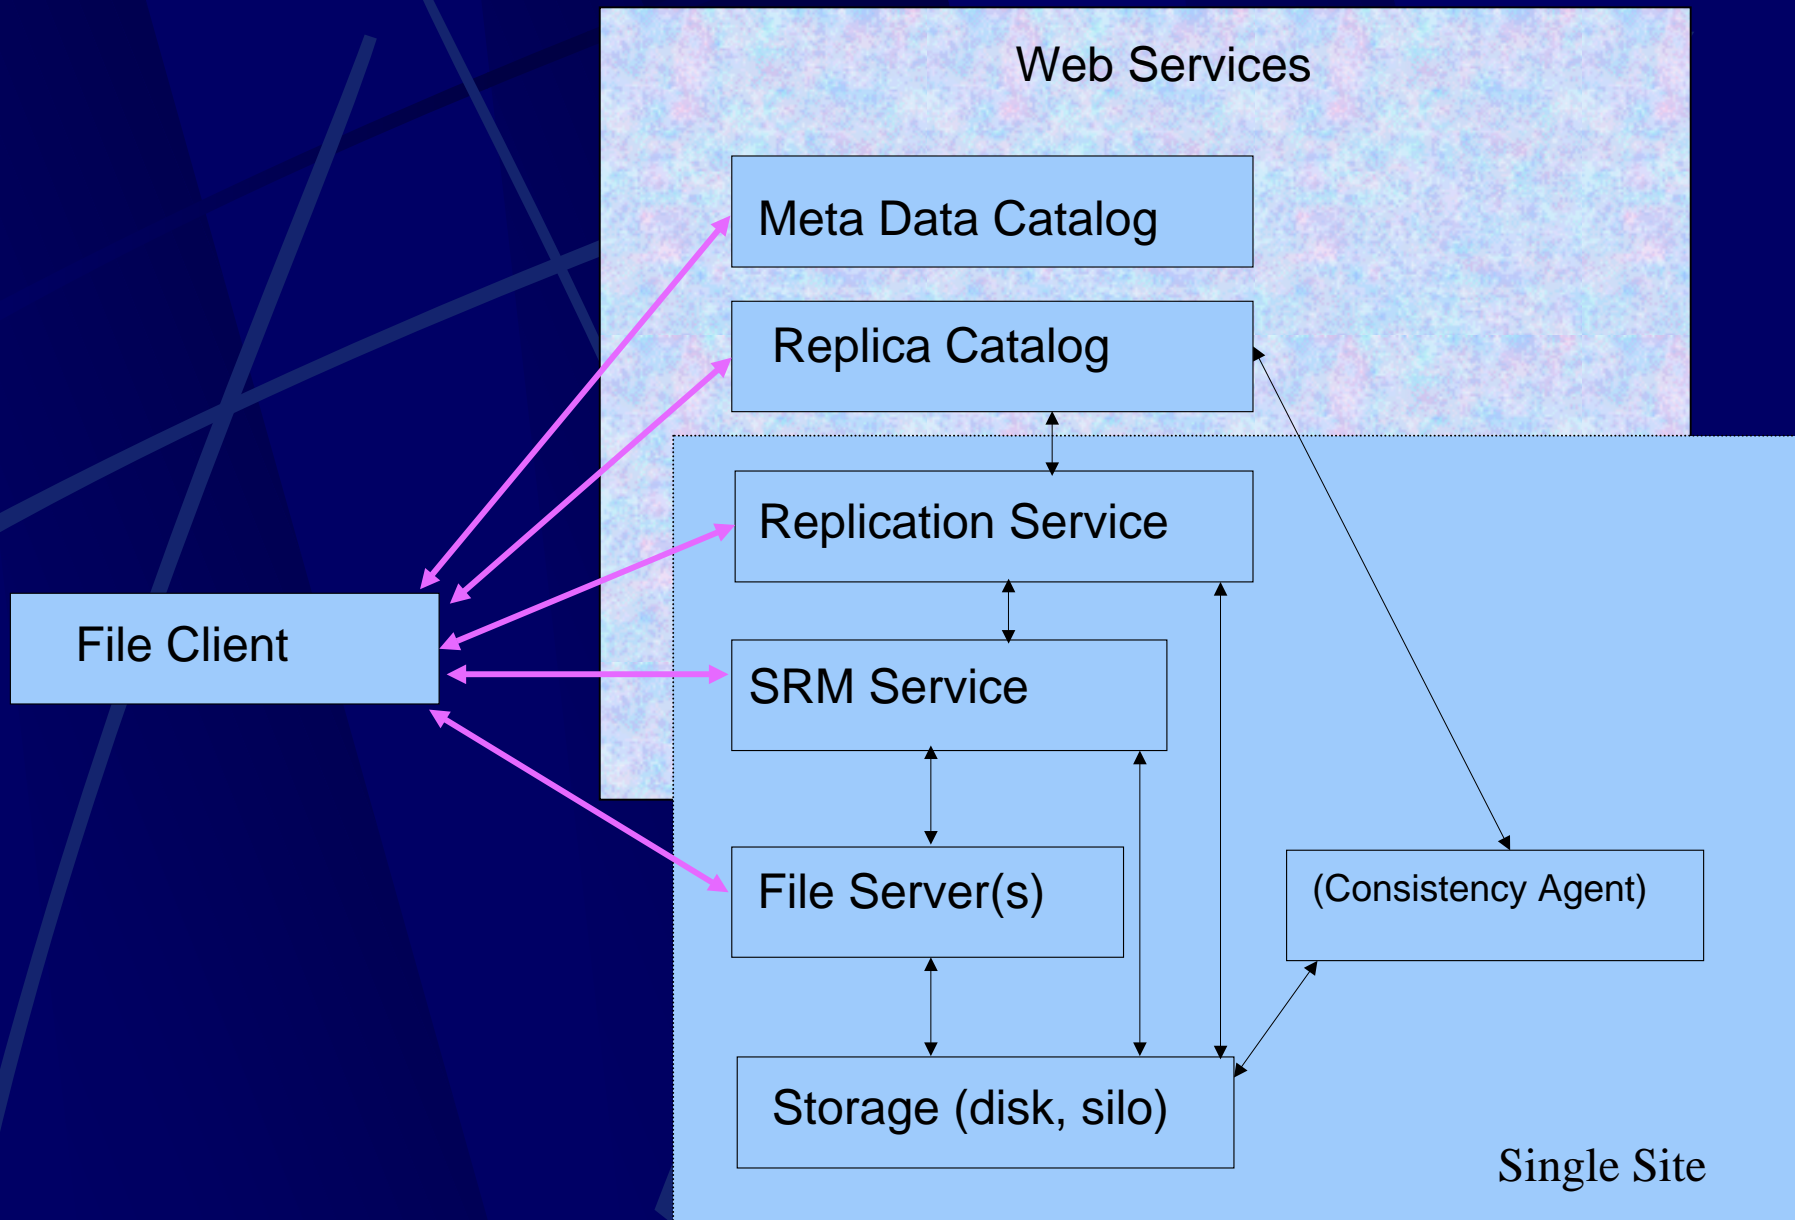 Web Services
Meta Data Catalog
Replica Catalog
Replication Service
File Client
SRM Service
File Server(s)
(Consistency Agent)
Storage (disk, silo)
Single Site